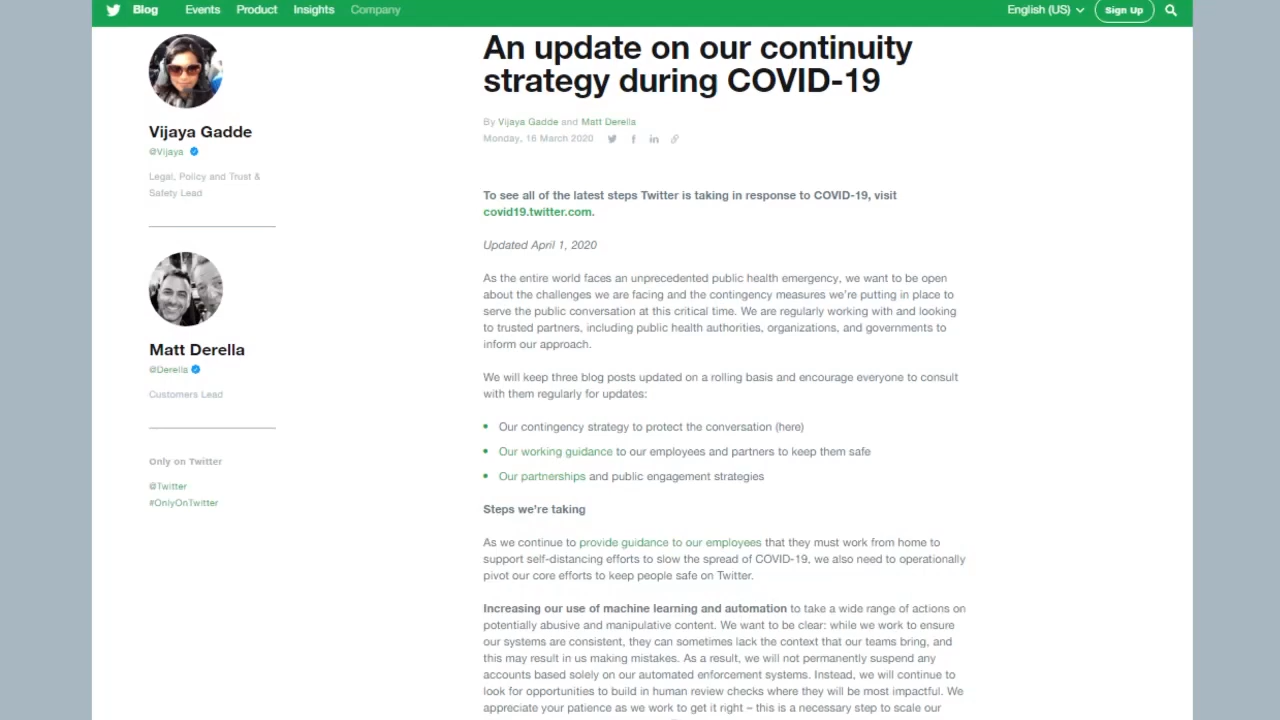 Blog Events Product Insights Company English (US) Sign Up
Vijaya Gadde
@Vijaya
Legal, Policy and Trust &
Safety Lead
Matt Derella
@Derella
Customers Lead
Only on Twitter
@Twitter
#OnlyOnTwitter
An update on our continuity
strategy during COVID-19
By Vijaya Gadde and Matt Derella
Monday, 16 March 2020
To see all of the latest steps Twitter is taking in response to COVID-19, visit
covid19.twitter.com.
Updated April 1, 2020
As the entire world faces an unprecedented public health emergency, we want to be open
about the challenges we are facing and the contingency measures we're putting in place to
serve the public conversation at this critical time. We are regularly working with and looking
to trusted partners, including public health authorities, organizations, and governments to
inform our approach.
We will keep three blog posts updated on a rolling basis and encourage everyone to consult
with them regularly for updates:
• Our contingency strategy to protect the conversation (here)
• Our working guidance to our employees and partners to keep them safe
• Our partnerships and public engagement strategies
Steps we're taking
As we continue to provide guidance to our employees that they must work from home to
support self-distancing efforts to slow the spread of COVID-19, we also need to operationally
pivot our core efforts to keep people safe on Twitter.
Increasing our use of machine learning and automation to take a wide range of actions on
potentially abusive and manipulative content. We want to be clear: while we work to ensure
our systems are consistent, they can sometimes lack the context that our teams bring, and
this may result in us making mistakes. As a result, we will not permanently suspend any
accounts based solely on our automated enforcement systems. Instead, we will continue to
look for opportunities to build in human review checks where they will be most impactful. We
appreciate your patience as we work to get it right – this is a necessary step to scale our